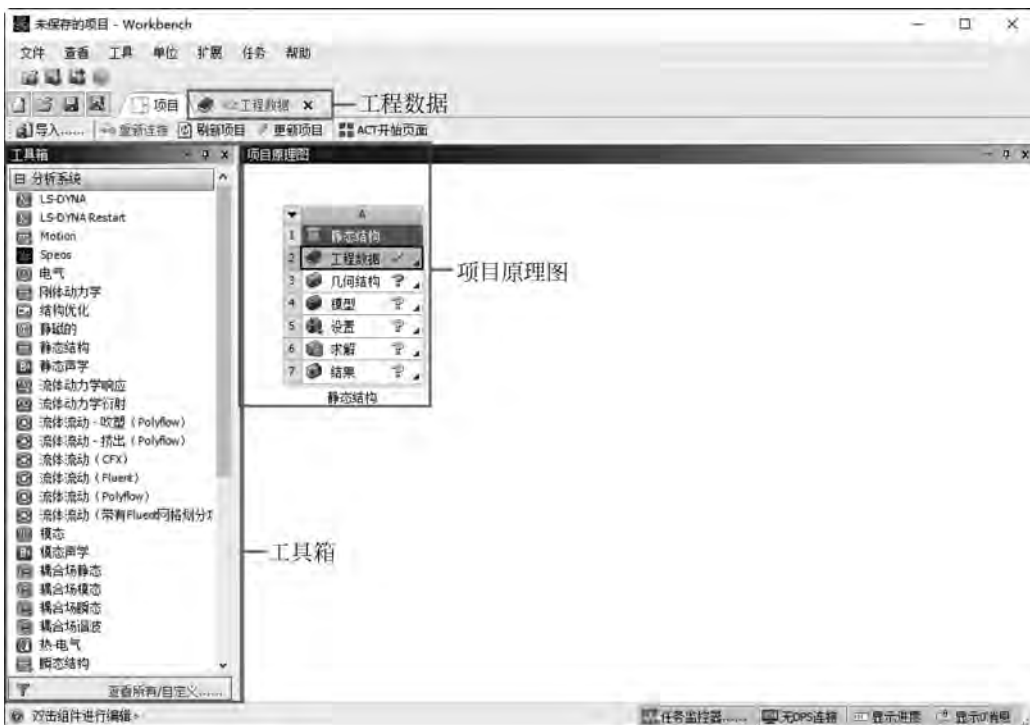 未保存的项目 - Workbench
文件 查看 工具 单位 扩展 任务 帮助
项目
工程数据
工程数据
导入...... 重新连接 刷新项目 更新项目 ACT开始页面
工具箱
项目原理图
分析系统
LS-DYNA
LS-DYNA Restart
Motion
Speos
电气
刚体动力学
结构优化
静磁的
静态结构
静态声学
流体动力学响应
流体动力学衍射
流体流动 - 吹塑（Polyflow）
流体流动 - 挤出（Polyflow）
流体流动（CFX）
流体流动（Fluent）
流体流动（Polyflow）
流体流动（带有Fluent网格划分功
模态
模态声学
耦合场静态
耦合场模态
耦合场瞬态
耦合场谐波
热-电气
瞬态结构
查看所有/自定义......
A
1 静态结构
2 工程数据
3 几何结构
4 模型
5 设置
6 求解
7 结果
静态结构
项目原理图
工具箱
双击组件进行编辑。
任务监控器...... 无DPS连接 显示进度 显示0消息